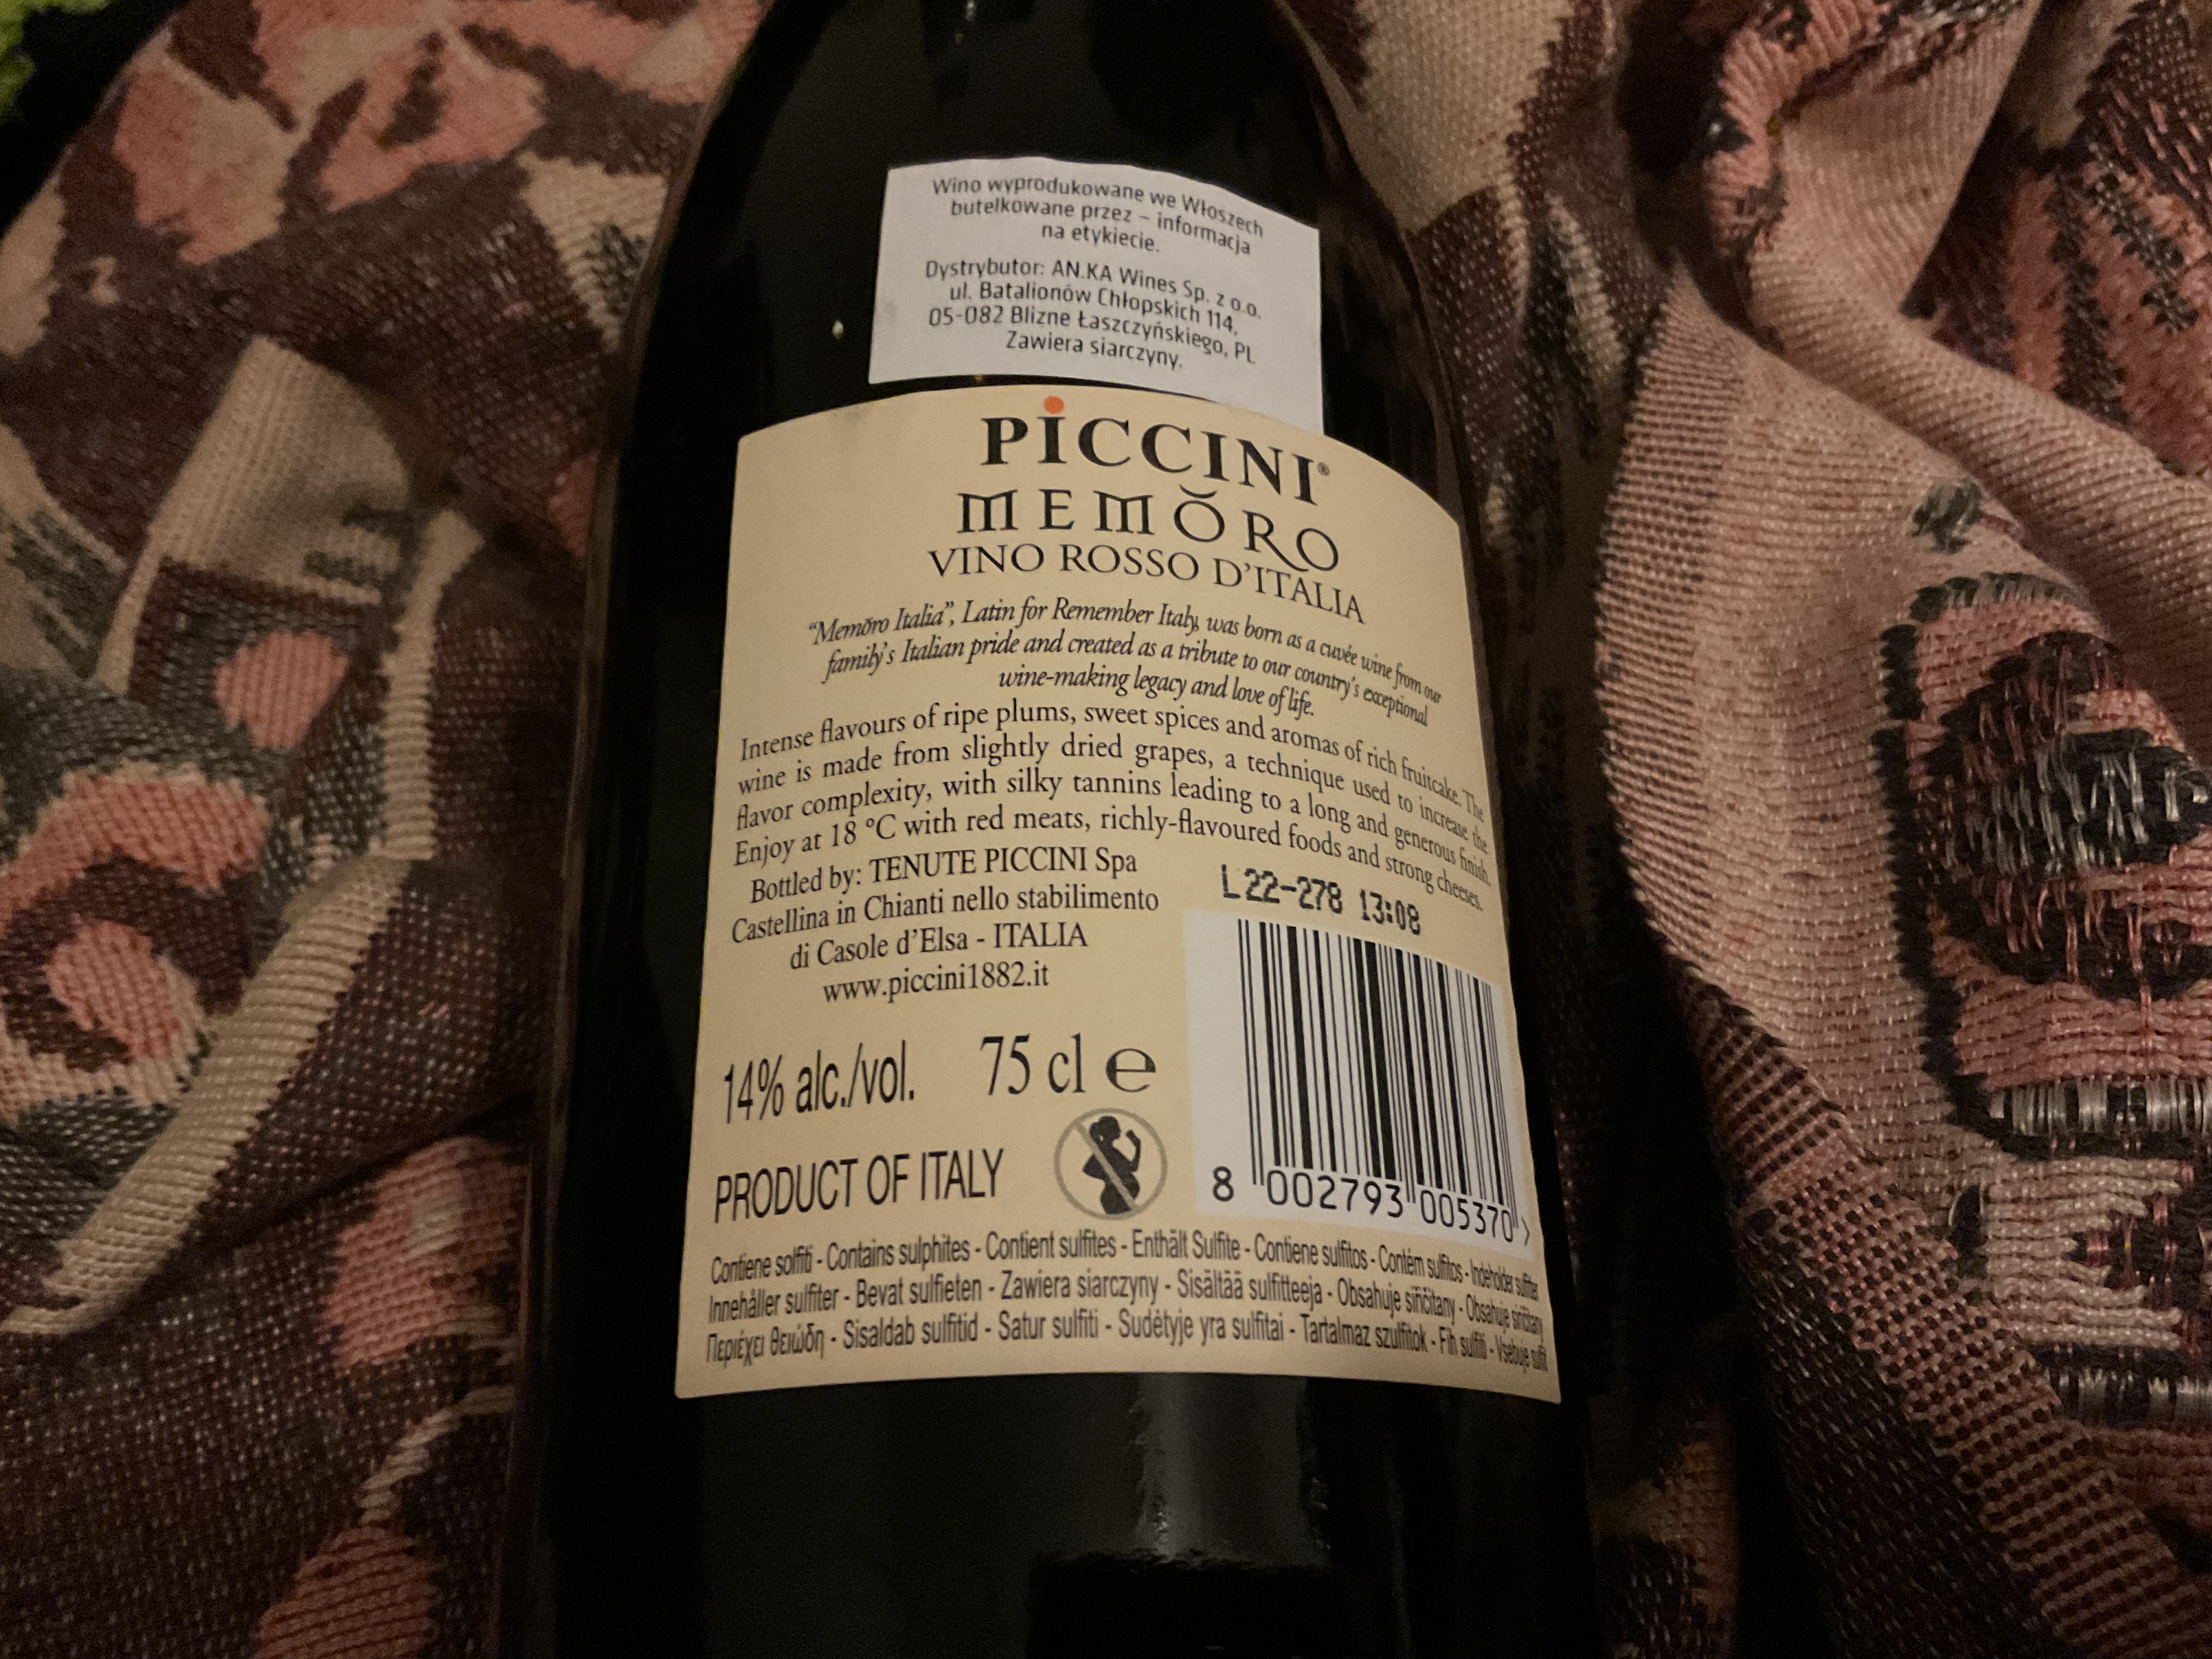 Wino wyprodukowane we Włoszech
butelkowane przez – informacja
na etykiecie.
Dystrybutor: AN.KA Wines Sp. z o.o.
ul. Batalionów Chłopskich 114,
05-082 Blizne Łaszczyńskiego, PL
Zawiera siarczyny.
PICCINI®
MEMŎRO
VINO ROSSO D'ITALIA
"Memŏro Italia", Latin for Remember Italy, was born as a cuvée wine from our
family's Italian pride and created as a tribute to our country's exceptional
wine-making legacy and love of life.
Intense flavours of ripe plums, sweet spices and aromas of rich fruitcake. The
wine is made from slightly dried grapes, a technique used to increase the
flavor complexity, with silky tannins leading to a long and generous finish.
Enjoy at 18 °C with red meats, richly-flavoured foods and strong cheeses.
Bottled by: TENUTE PICCINI Spa
Castellina in Chianti nello stabilimento
di Casole d'Elsa - ITALIA
www.piccini1882.it
L22-278 13:08
14% alc./vol. 75 cl e
PRODUCT OF ITALY
8 002793 005370 >
Contiene solfiti - Contains sulphites - Contient sulfites - Enthält Sulfite - Contiene sulfitos - Contém sulfitos - Indeholder sulfiter
Innehåller sulfiter - Bevat sulfieten - Zawiera siarczyny - Sisältää sulfitteeja - Obsahuje siřičitany - Obsahuje siričitany
Περιέχει θειώδη - Sisaldab sulfitid - Satur sulfiti - Sudėtyje yra sulfitai - Tartalmaz szulfitok - Fih sulfiti - Vsebuje sulfit